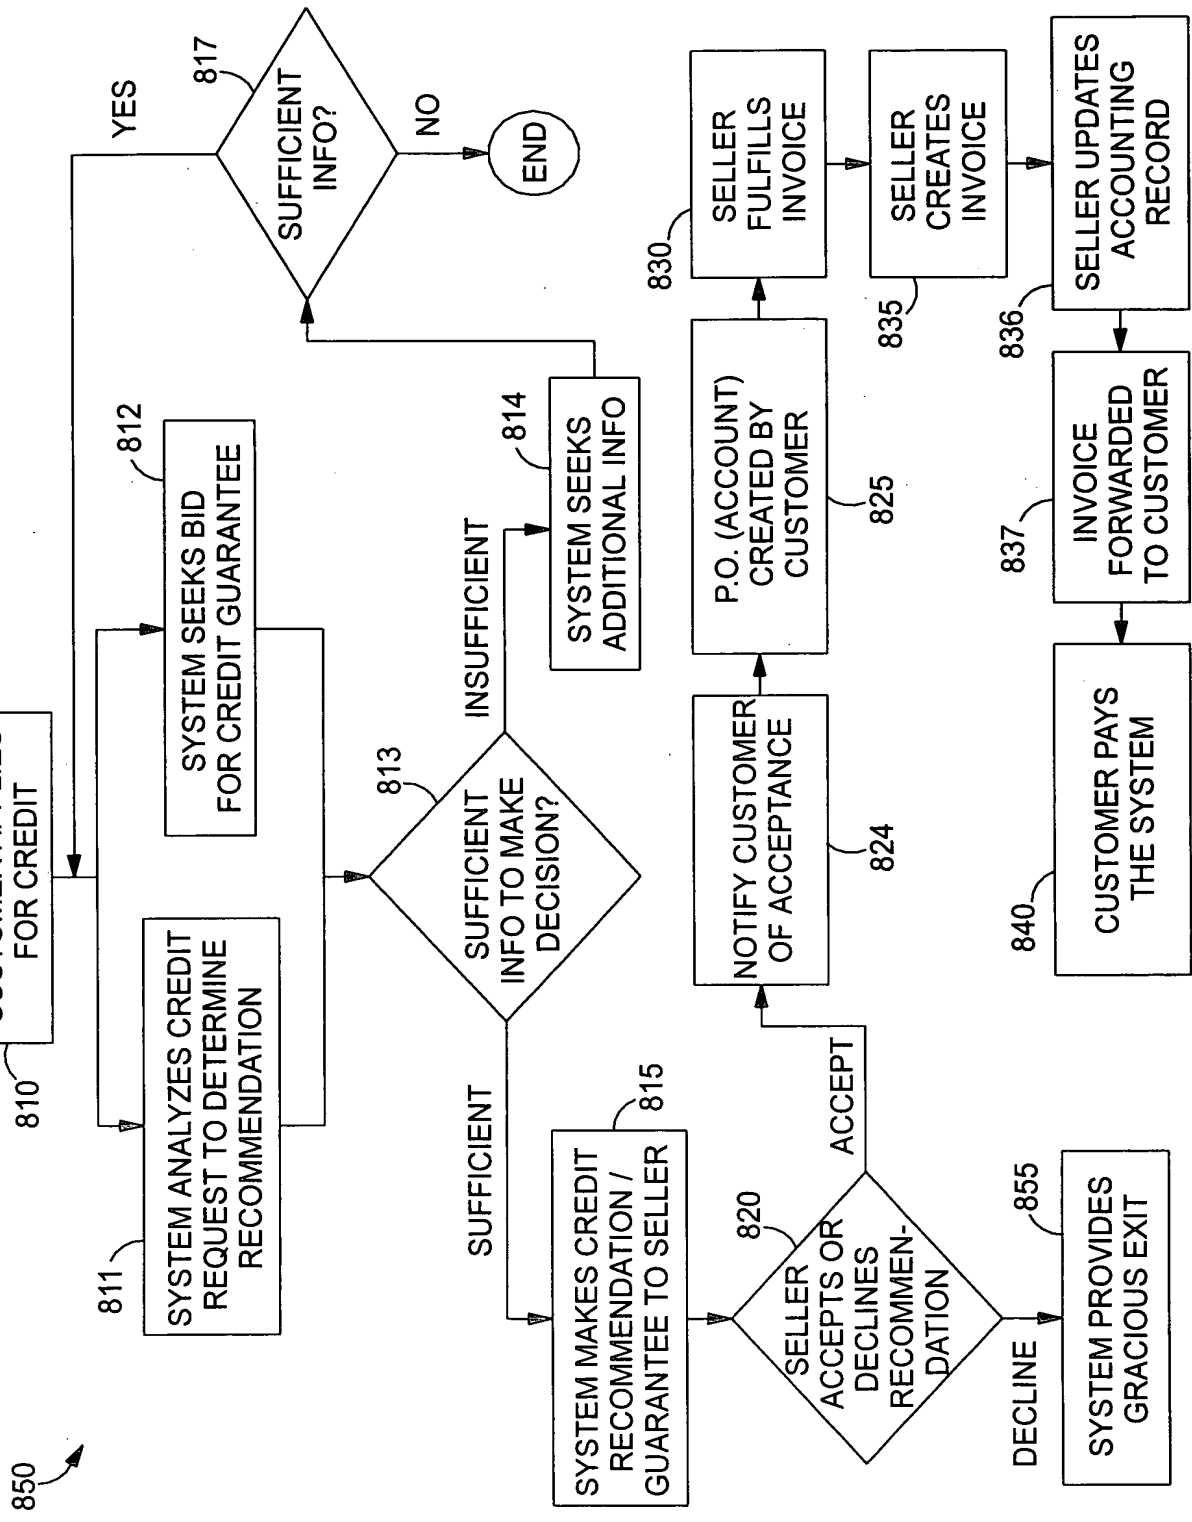 850
810
FOR CREDIT
811
SYSTEM ANALYZES CREDIT
REQUEST TO DETERMINE
RECOMMENDATION
812
SYSTEM SEEKS BID
FOR CREDIT GUARANTEE
YES
817
SUFFICIENT
INFO?
NO
END
813
SUFFICIENT
INFO TO MAKE
DECISION?
INSUFFICIENT
814
SYSTEM SEEKS
ADDITIONAL INFO
SUFFICIENT
815
SYSTEM MAKES CREDIT
RECOMMENDATION /
GUARANTEE TO SELLER
820
SELLER
ACCEPTS OR
DECLINES
RECOMMEN-
DATION
ACCEPT
DECLINE
855
SYSTEM PROVIDES
GRACIOUS EXIT
NOTIFY CUSTOMER
OF ACCEPTANCE
824
P.O. (ACCOUNT)
CREATED BY
CUSTOMER
825
830
SELLER
FULFILLS
INVOICE
SELLER
CREATES
INVOICE
835
836
SELLER UPDATES
ACCOUNTING
RECORD
837
INVOICE
FORWARDED
TO CUSTOMER
840
CUSTOMER PAYS
THE SYSTEM